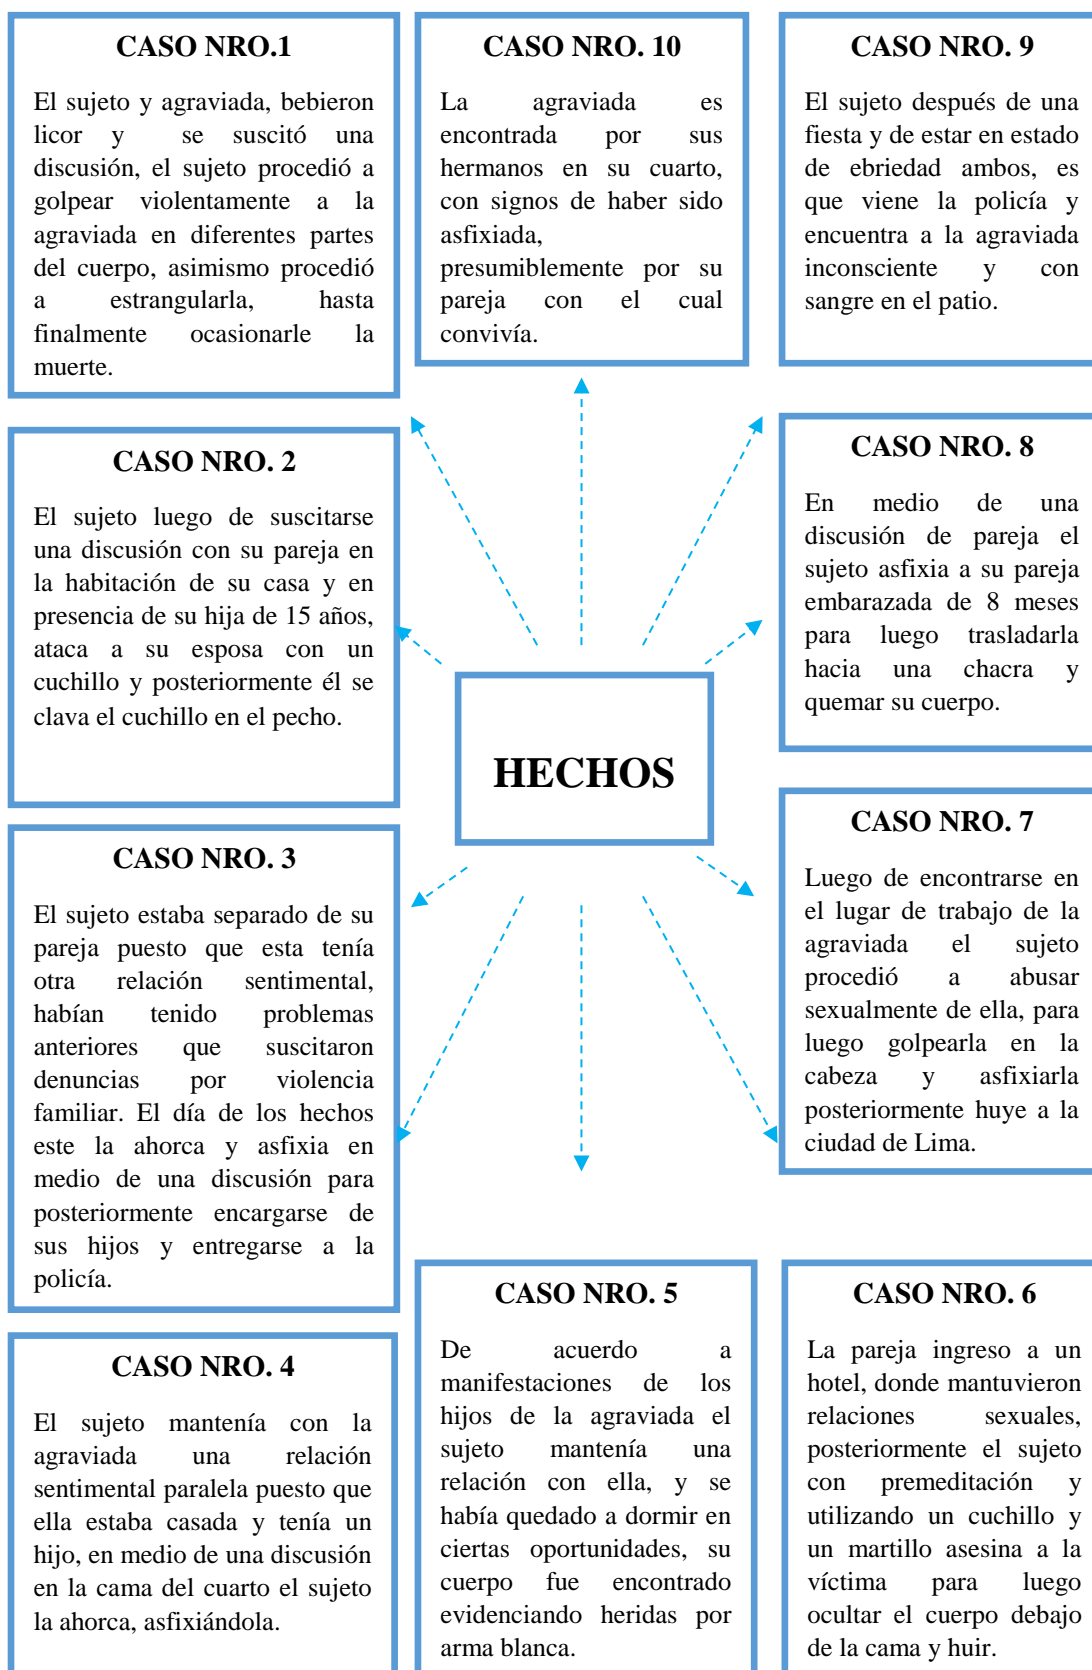 CASO NRO.1
El sujeto y agraviada, bebieron
licor y se suscitó una
discusión, el sujeto procedió a
golpear violentamente a la
agraviada en diferentes partes
del cuerpo, asimismo procedió
a estrangularla, hasta
finalmente ocasionarle la
muerte.
CASO NRO. 10
La agraviada es
encontrada por sus
hermanos en su cuarto,
con signos de haber sido
asfixiada,
presumiblemente por su
pareja con el cual
convivía.
CASO NRO. 9
El sujeto después de una
fiesta y de estar en estado
de ebriedad ambos, es
que viene la policía y
encuentra a la agraviada
inconsciente y con
sangre en el patio.
CASO NRO. 2
El sujeto luego de suscitarse
una discusión con su pareja en
la habitación de su casa y en
presencia de su hija de 15 años,
ataca a su esposa con un
cuchillo y posteriormente él se
clava el cuchillo en el pecho.
CASO NRO. 8
En medio de una
discusión de pareja el
sujeto asfixia a su pareja
embarazada de 8 meses
para luego trasladarla
hacia una chacra y
quemar su cuerpo.
HECHOS
CASO NRO. 3
El sujeto estaba separado de su
pareja puesto que esta tenía
otra relación sentimental,
habían tenido problemas
anteriores que suscitaron
denuncias por violencia
familiar. El día de los hechos
este la ahorca y asfixia en
medio de una discusión para
posteriormente encargarse de
sus hijos y entregarse a la
policía.
CASO NRO. 7
Luego de encontrarse en
el lugar de trabajo de la
agraviada el sujeto
procedió a abusar
sexualmente de ella, para
luego golpearla en la
cabeza y asfixiarla
posteriormente huye a la
ciudad de Lima.
CASO NRO. 4
El sujeto mantenía con la
agraviada una relación
sentimental paralela puesto que
ella estaba casada y tenía un
hijo, en medio de una discusión
en la cama del cuarto el sujeto
la ahorca, asfixiándola.
CASO NRO. 5
De acuerdo a
manifestaciones de los
hijos de la agraviada el
sujeto mantenía una
relación con ella, y se
había quedado a dormir en
ciertas oportunidades, su
cuerpo fue encontrado
evidenciando heridas por
arma blanca.
CASO NRO. 6
La pareja ingreso a un
hotel, donde mantuvieron
relaciones sexuales,
posteriormente el sujeto
con premeditación y
utilizando un cuchillo y
un martillo asesina a la
víctima para luego
ocultar el cuerpo debajo
de la cama y huir.